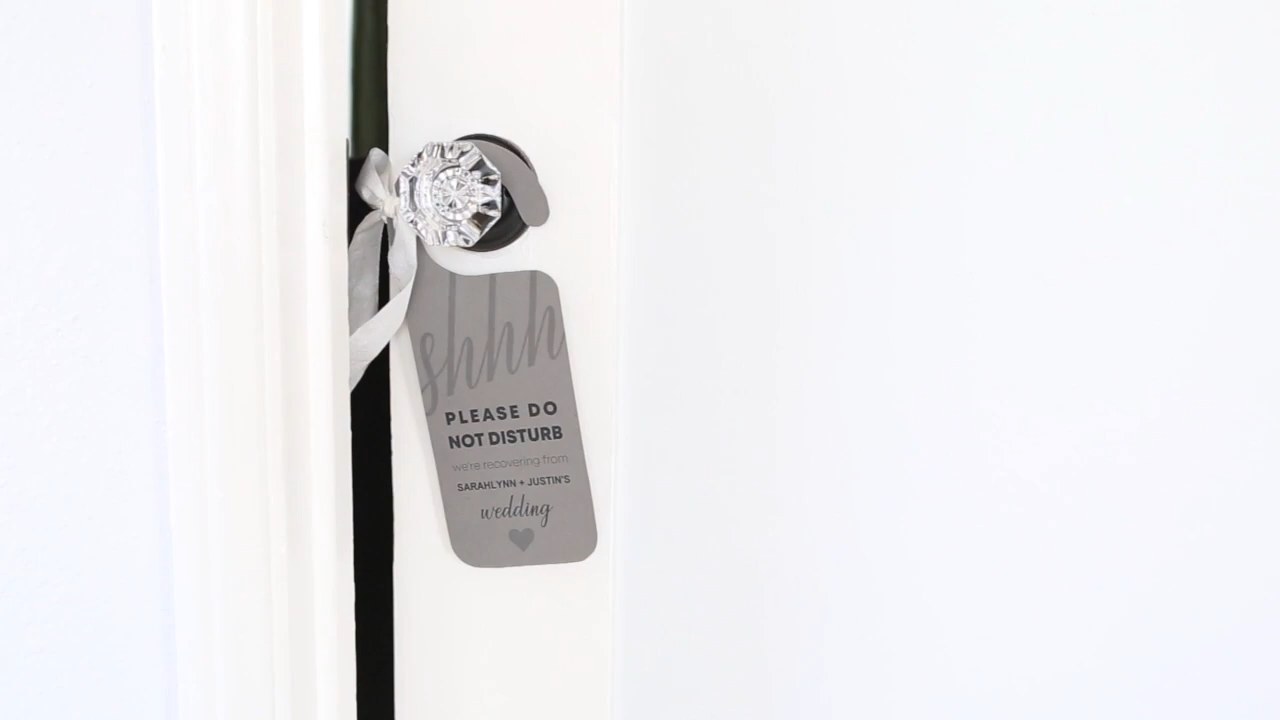 shhh
PLEASE DO
NOT DISTURB
we're recovering from
SARAHLYNN + JUSTIN'S
wedding